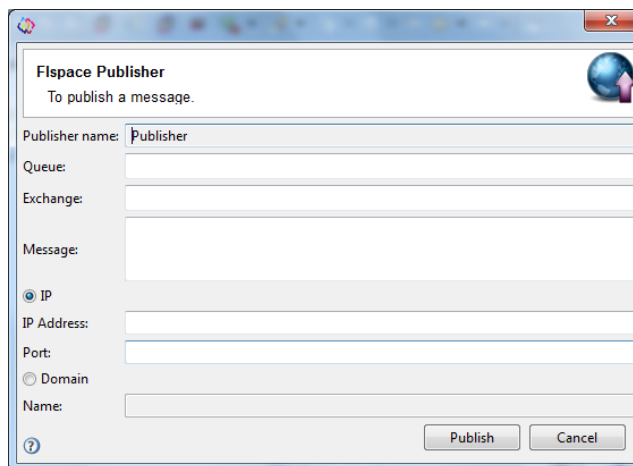 FIspace Publisher
To publish a message.
Publisher name: Publisher
Queue:
Exchange:
Message:
IP
IP Address:
Port:
Domain
Name:
Publish Cancel